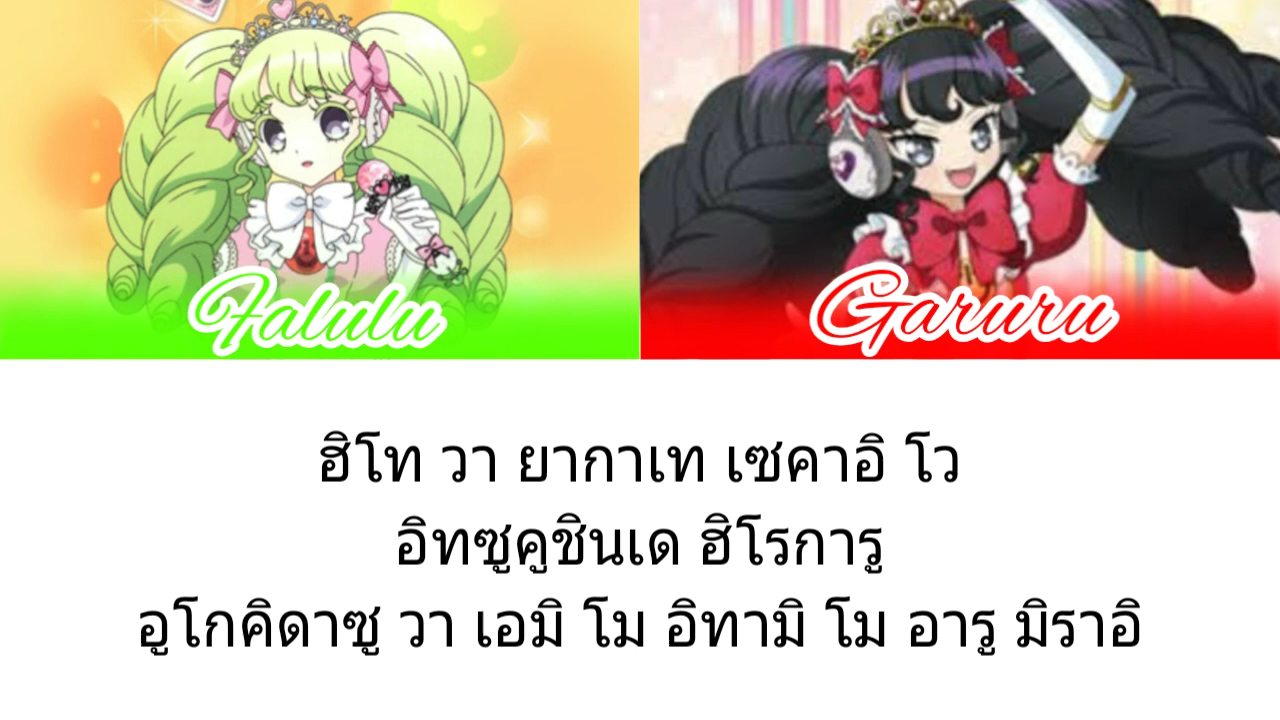 Falulu
Garuru
ฮิโท วา ยากาเท เซคาอิ โว
อิทซูคูชินเด ฮิโรการู
อูโกคิดาซู วา เอมิ โม อิทามิ โม อารู มิราอิ